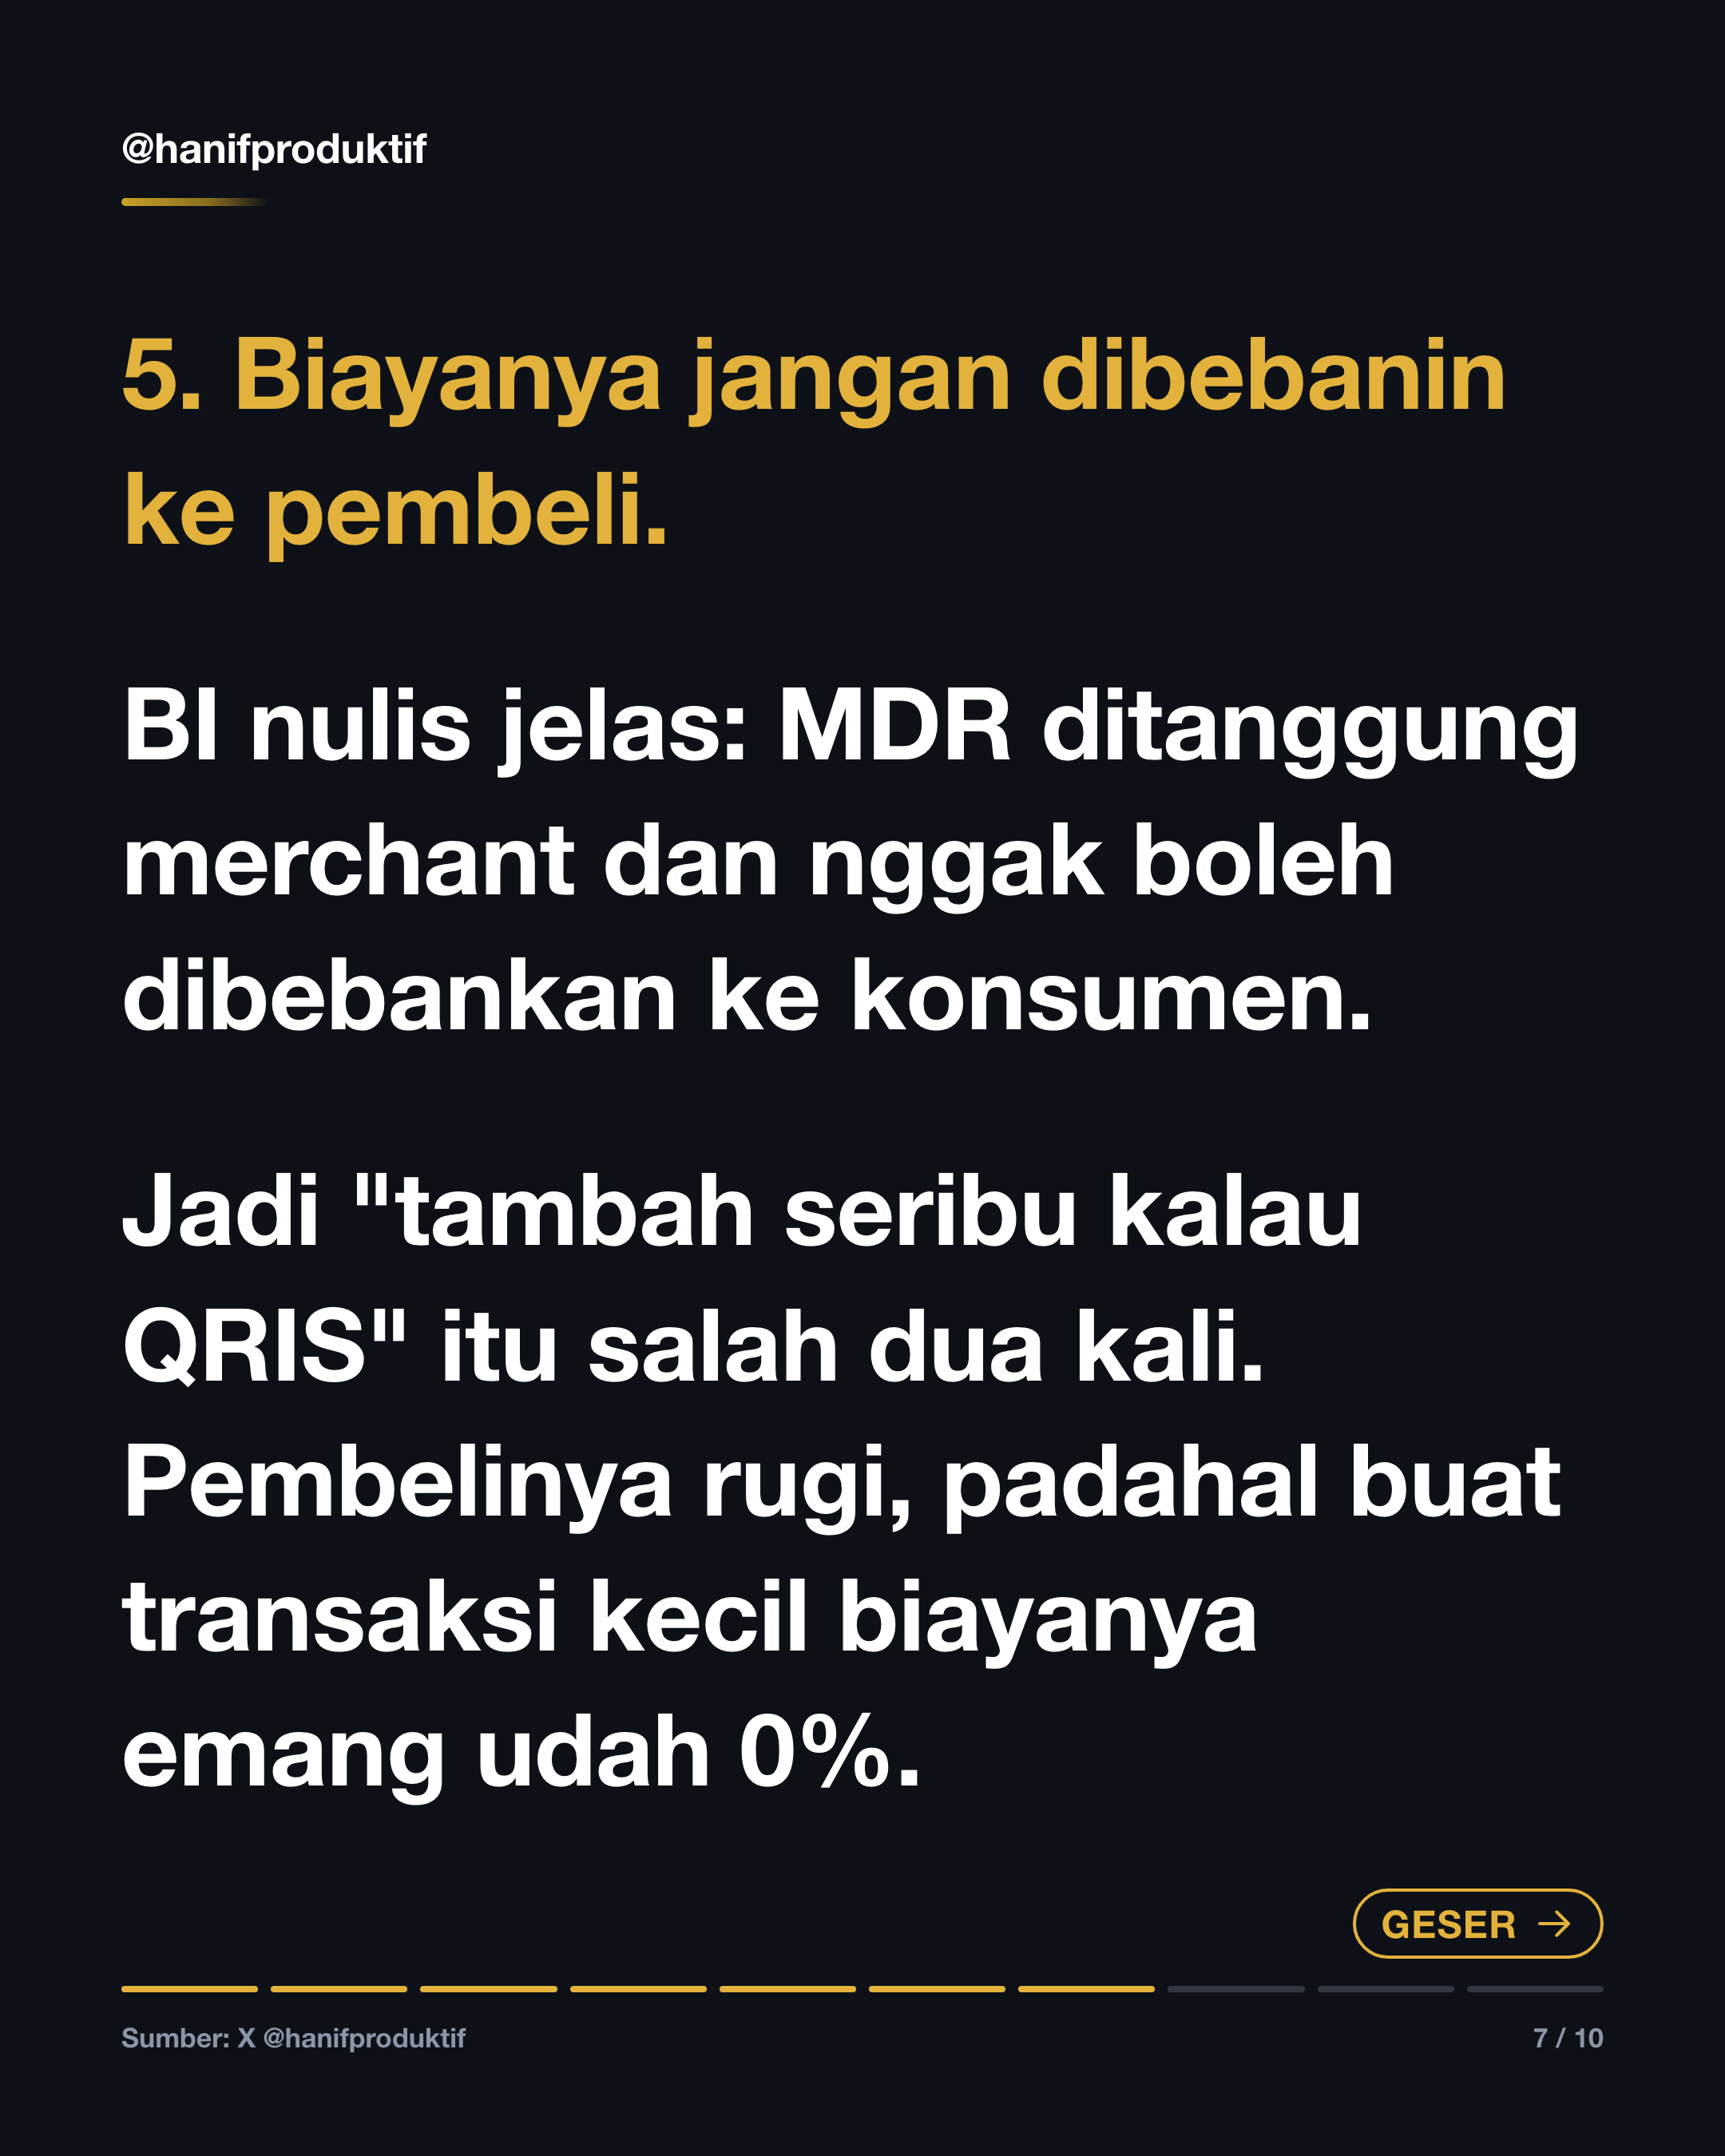 @hanifproduktif
5. Biayanya jangan dibebanin
ke pembeli.
BI nulis jelas: MDR ditanggung
merchant dan nggak boleh
dibebankan ke konsumen.
Jadi "tambah seribu kalau
QRIS" itu salah dua kali.
Pembelinya rugi, padahal buat
transaksi kecil biayanya
emang udah 0%.
GESER →
Sumber: X @hanifproduktif
7 / 10